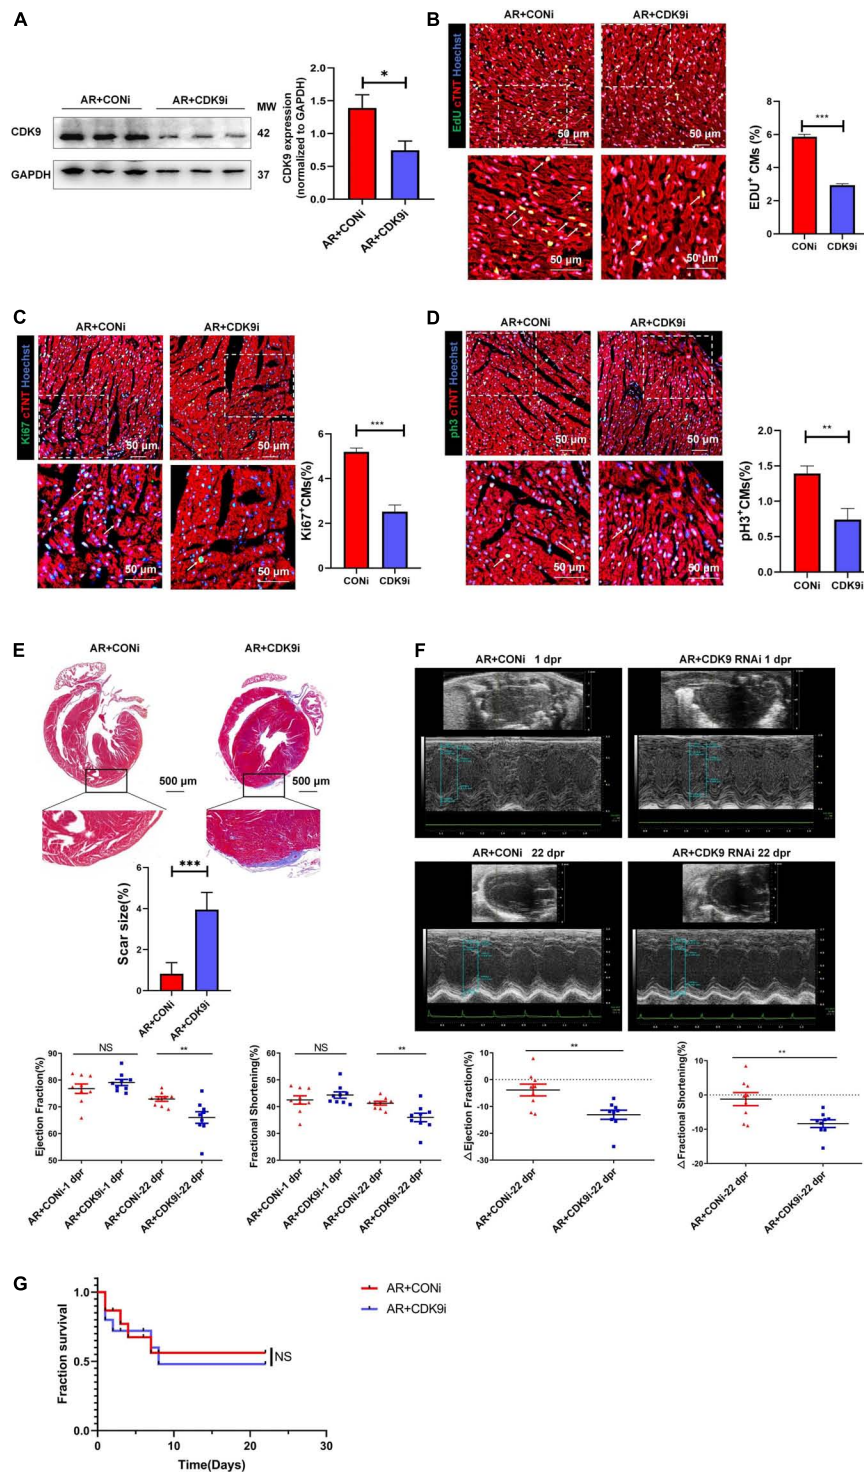 A
AR+CONi AR+CDK9i MW
CDK9 42
GAPDH 37
CDK9 expression
(normalized to GAPDH)
2.0
1.5
1.0
0.5
0.0
*
AR+CONi
AR+CDK9i
B
AR+CONi AR+CDK9i
EdU cTNT Hoechst
50 μm 50 μm
50 μm 50 μm
EDU+ CMs (%)
8
6
4
2
0
***
CONi CDK9i
C
AR+CONi AR+CDK9i
Ki67 cTNT Hoechst
50 μm 50 μm
50 μm 50 μm
Ki67+CMs(%)
6
4
2
0
***
CONi CDK9i
D
AR+CONi AR+CDK9i
ph3 cTNT Hoechst
50 μm 50 μm
50 μm 50 μm
pH3+CMs(%)
2.0
1.5
1.0
0.5
0.0
**
CONi CDK9i
E
AR+CONi AR+CDK9i
500 μm 500 μm
Scar size(%)
6
4
2
0
***
AR+CONi
AR+CDK9i
F
AR+CONi 1 dpr AR+CDK9 RNAi 1 dpr
AR+CONi 22 dpr AR+CDK9 RNAi 22 dpr
Ejection Fraction(%)
90
80
70
60
50
NS **
AR+CONi-1 dpr
AR+CDK9i-1 dpr
AR+CONi-22 dpr
AR+CDK9i-22 dpr
Fractional Shortening(%)
60
50
40
30
20
NS **
AR+CONi-1 dpr
AR+CDK9i-1 dpr
AR+CONi-22 dpr
AR+CDK9i-22 dpr
△Ejection Fraction(%)
10
0
-10
-20
-30
**
AR+CONi-22 dpr
AR+CDK9i-22 dpr
△Fractional Shortening(%)
10
0
-10
-20
**
AR+CONi-22 dpr
AR+CDK9i-22 dpr
G
Fraction survival
1.0
0.5
0.0
0 10 20 30
Time(Days)
NS
AR+CONi
AR+CDK9i